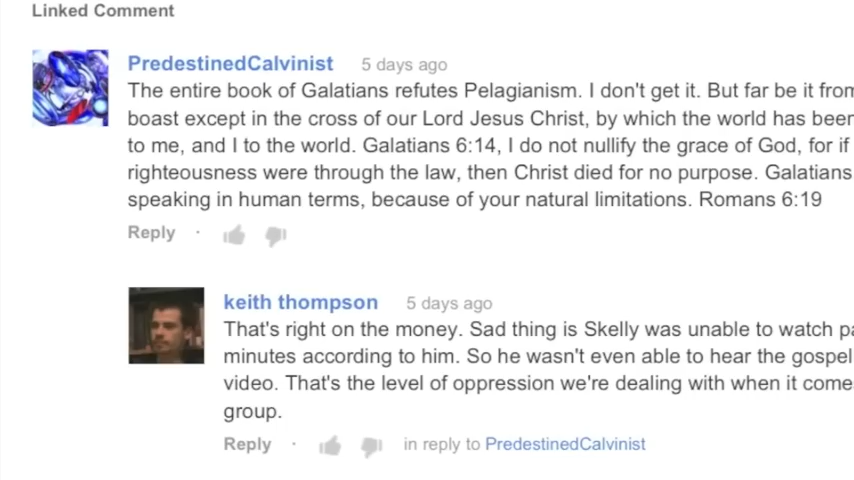 Linked Comment
PredestinedCalvinist 5 days ago
The entire book of Galatians refutes Pelagianism. I don't get it. But far be it from
boast except in the cross of our Lord Jesus Christ, by which the world has been
to me, and I to the world. Galatians 6:14, I do not nullify the grace of God, for if
righteousness were through the law, then Christ died for no purpose. Galatians
speaking in human terms, because of your natural limitations. Romans 6:19
Reply ·
keith thompson 5 days ago
That's right on the money. Sad thing is Skelly was unable to watch pa
minutes according to him. So he wasn't even able to hear the gospel
video. That's the level of oppression we're dealing with when it come
group.
Reply · in reply to PredestinedCalvinist